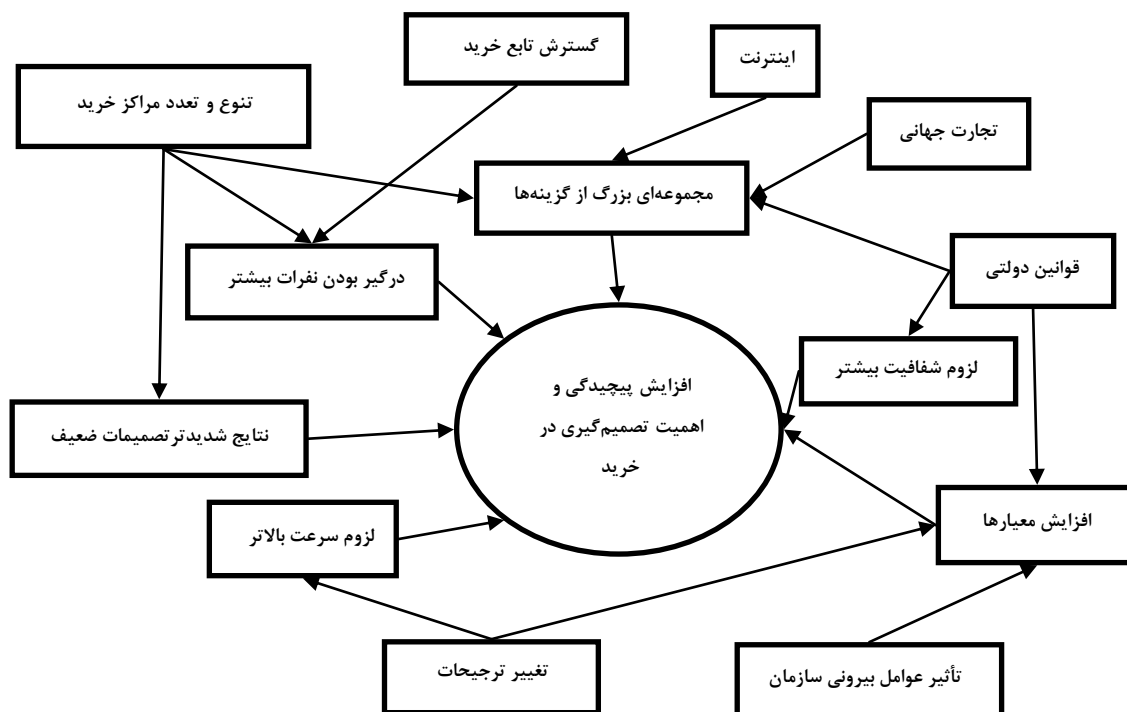 گسترش تابع خرید
اینترنت
تنوع و تعدد مراکز خرید
تجارت جهانی
مجموعه‌ای بزرگ از گزینه‌ها
درگیر بودن نفرات بیشتر
قوانین دولتی
لزوم شفافیت بیشتر
افزایش پیچیدگی و
اهمیت تصمیم‌گیری در
خرید
نتایج شدیدترتصمیمات ضعیف
افزایش معیارها
لزوم سرعت بالاتر
تغییر ترجیحات
تأثیر عوامل بیرونی سازمان